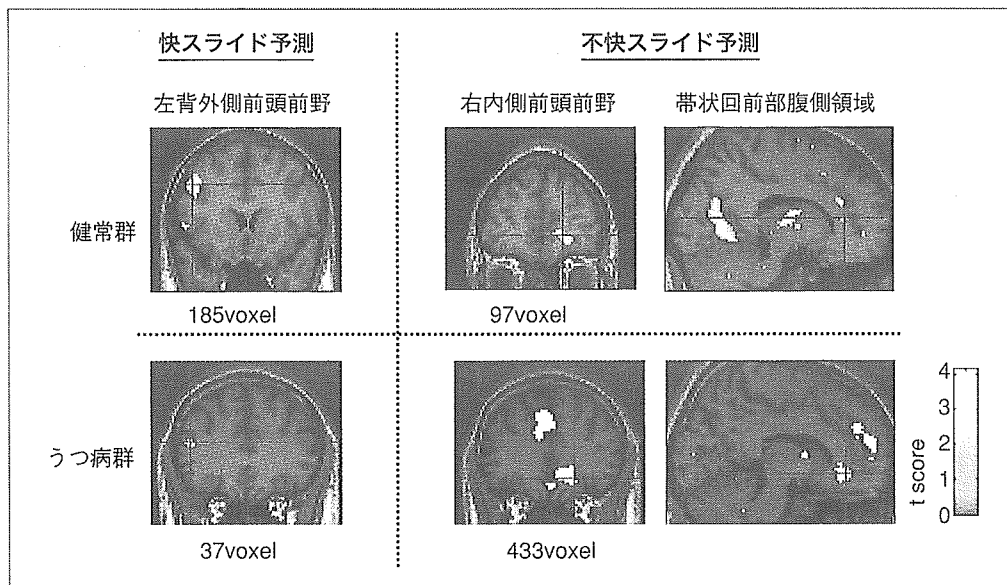 快スライド予測
不快スライド予測
左背外側前頭前野
右内側前頭前野
帯状回前部腹側領域
健常群
185voxel
97voxel
うつ病群
37voxel
433voxel
4
3
2
1
0
t score